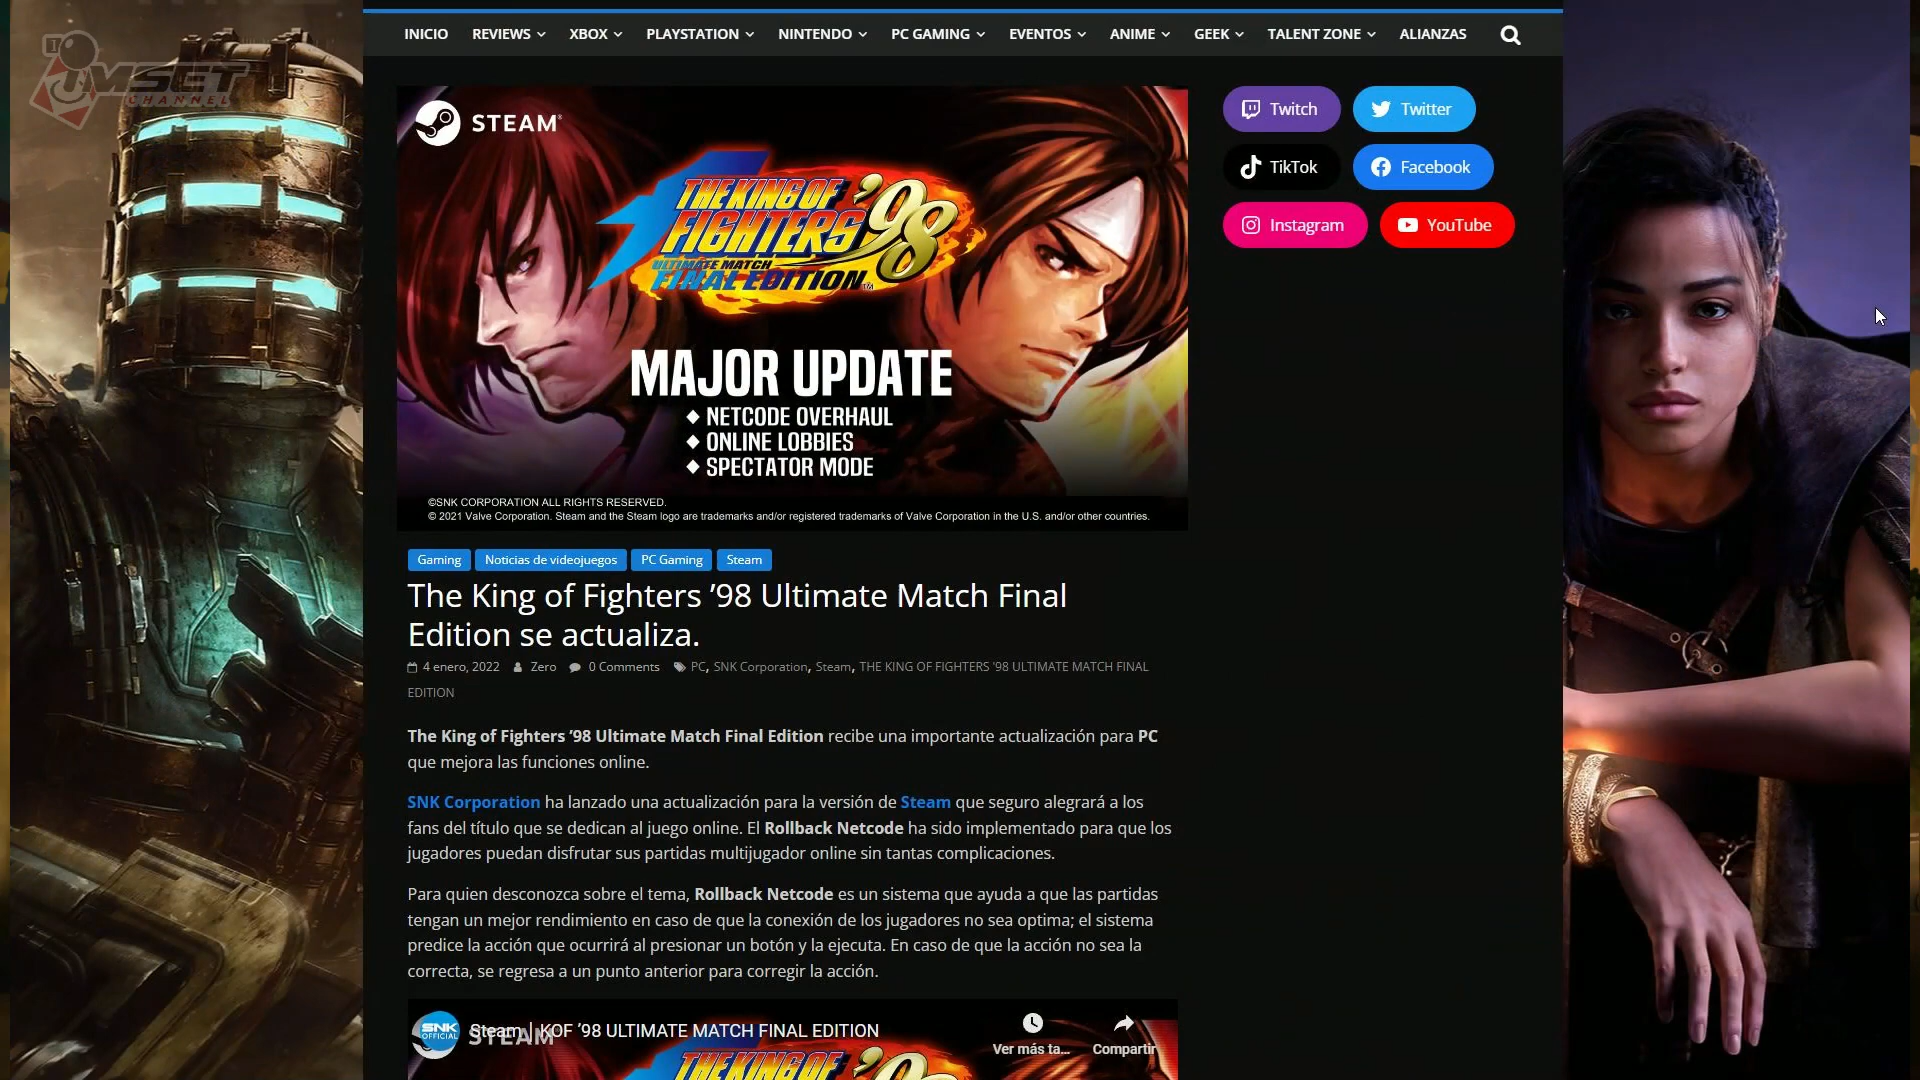 UMSET
CHANNEL
INICIO REVIEWS XBOX PLAYSTATION NINTENDO PC GAMING EVENTOS ANIME GEEK TALENT ZONE ALIANZAS
STEAM®
THE KING OF
FIGHTERS '98
ULTIMATE MATCH
FINAL EDITION™
MAJOR UPDATE
◆ NETCODE OVERHAUL
◆ ONLINE LOBBIES
◆ SPECTATOR MODE
©SNK CORPORATION ALL RIGHTS RESERVED.
© 2021 Valve Corporation. Steam and the Steam logo are trademarks and/or registered trademarks of Valve Corporation in the U.S. and/or other countries.
Twitch Twitter
TikTok Facebook
Instagram YouTube
Gaming Noticias de videojuegos PC Gaming Steam
The King of Fighters ’98 Ultimate Match Final
Edition se actualiza.
4 enero, 2022 Zero 0 Comments PC, SNK Corporation, Steam, THE KING OF FIGHTERS ’98 ULTIMATE MATCH FINAL
EDITION
The King of Fighters ’98 Ultimate Match Final Edition recibe una importante actualización para PC
que mejora las funciones online.
SNK Corporation ha lanzado una actualización para la versión de Steam que seguro alegrará a los
fans del título que se dedican al juego online. El Rollback Netcode ha sido implementado para que los
jugadores puedan disfrutar sus partidas multijugador online sin tantas complicaciones.
Para quien desconozca sobre el tema, Rollback Netcode es un sistema que ayuda a que las partidas
tengan un mejor rendimiento en caso de que la conexión de los jugadores no sea optima; el sistema
predice la acción que ocurrirá al presionar un botón y la ejecuta. En caso de que la acción no sea la
correcta, se regresa a un punto anterior para corregir la acción.
SNK
OFFICIAL
Steam | KOF ’98 ULTIMATE MATCH FINAL EDITION
STEAM
Ver más ta... Compartir
THE KING OF '98